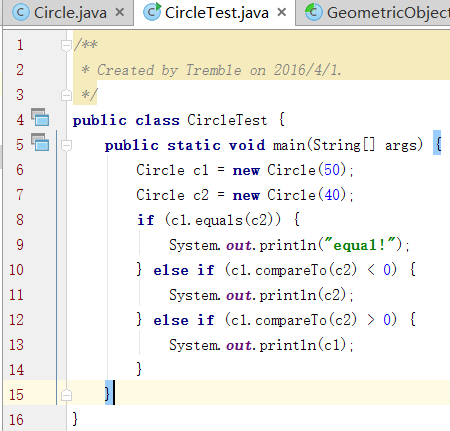 Circle.java × CircleTest.java × GeometricObject
1 /**
2 * Created by Tremble on 2016/4/1.
3 */
4 public class CircleTest {
5 public static void main(String[] args) {
6 Circle c1 = new Circle(50);
7 Circle c2 = new Circle(40);
8 if (c1.equals(c2)) {
9 System.out.println("equal!");
10 } else if (c1.compareTo(c2) < 0) {
11 System.out.println(c2);
12 } else if (c1.compareTo(c2) > 0) {
13 System.out.println(c1);
14 }
15 }
16 }